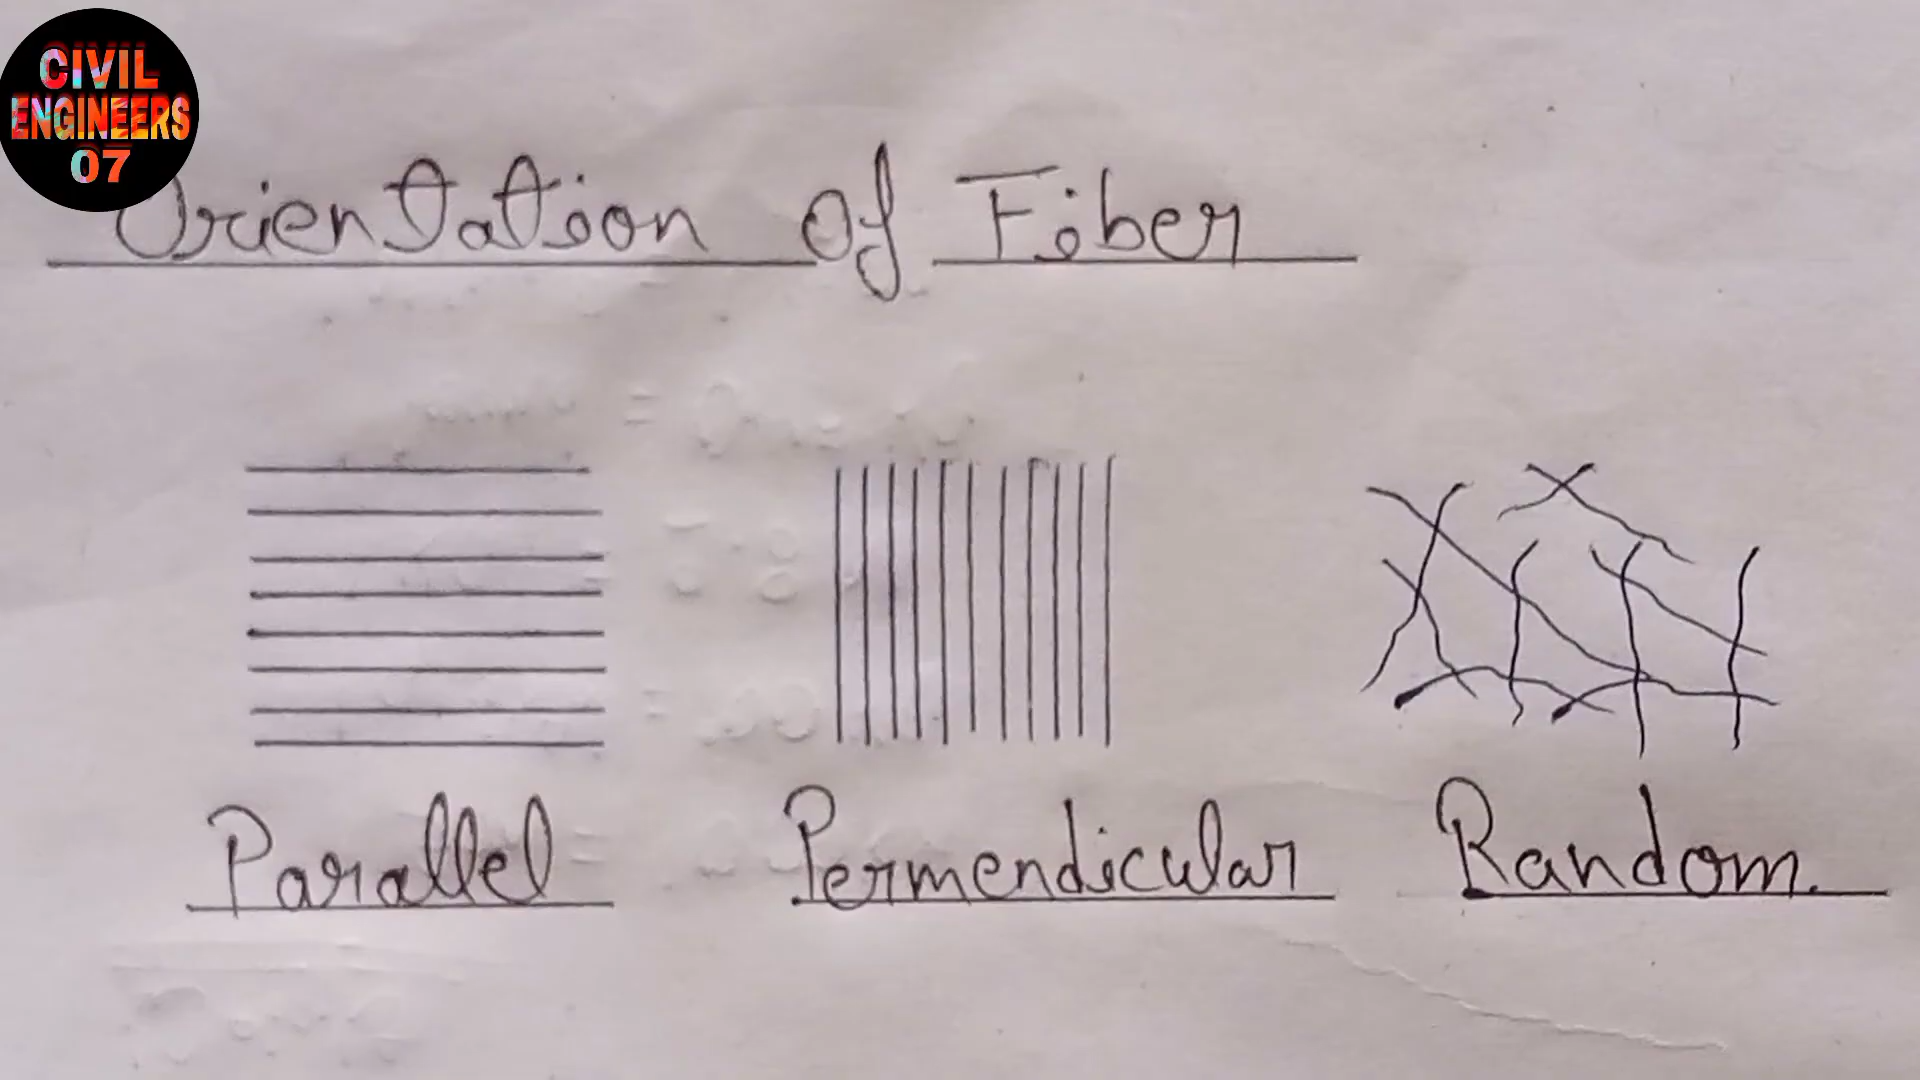 CIVIL
ENGINEERS
07
Orientation of Fiber
Parallel
Permendicular
Random.